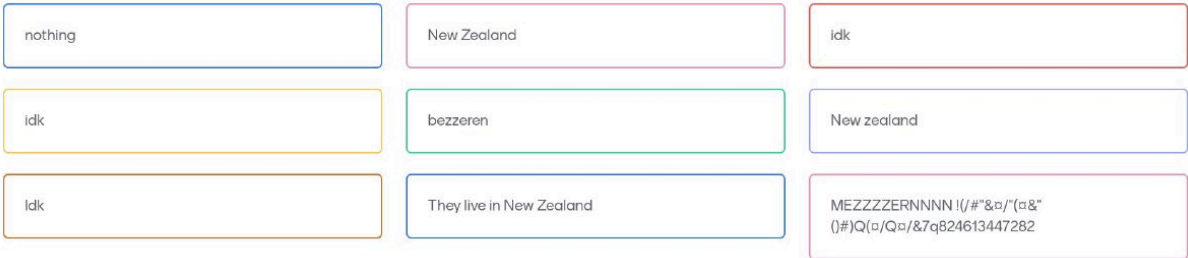 nothing
New Zealand
idk
idk
bezzeren
New zealand
Idk
They live in New Zealand
MEZZZZERNNNN !(/#"&¤/"(¤&"
()#)Q(¤/Q¤/&7q824613447282